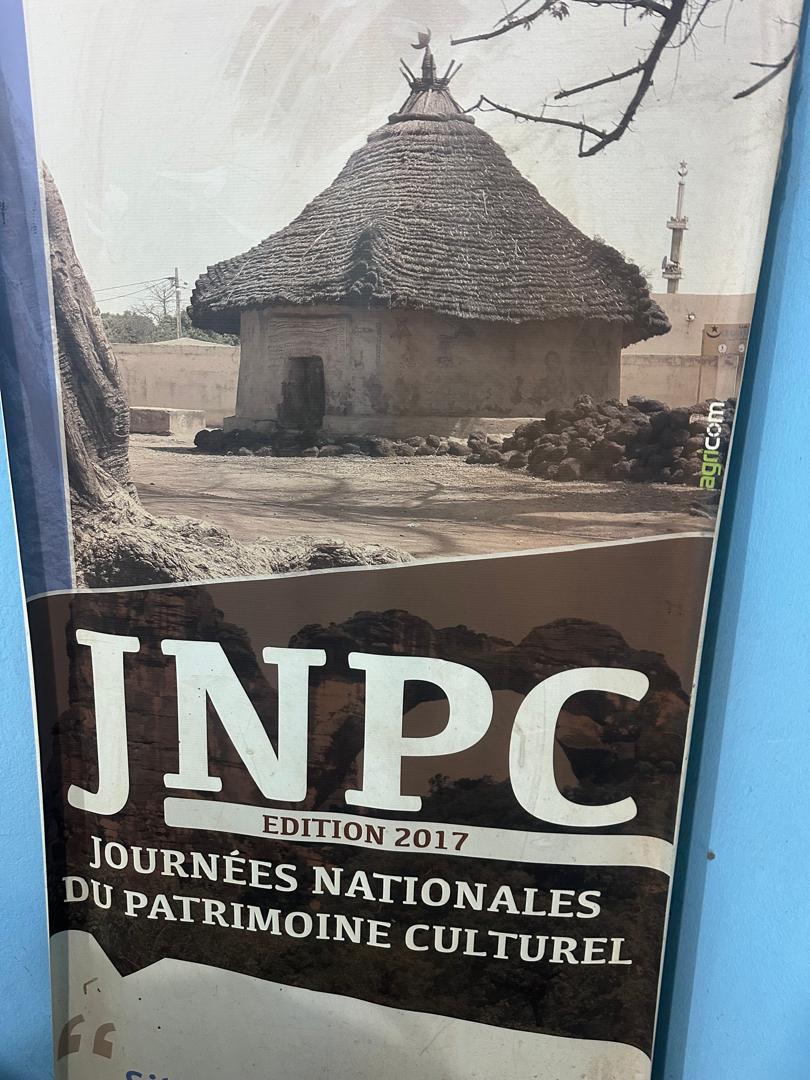 agricom
JNPC
EDITION 2017
JOURNÉES NATIONALES
DU PATRIMOINE CULTUREL
“